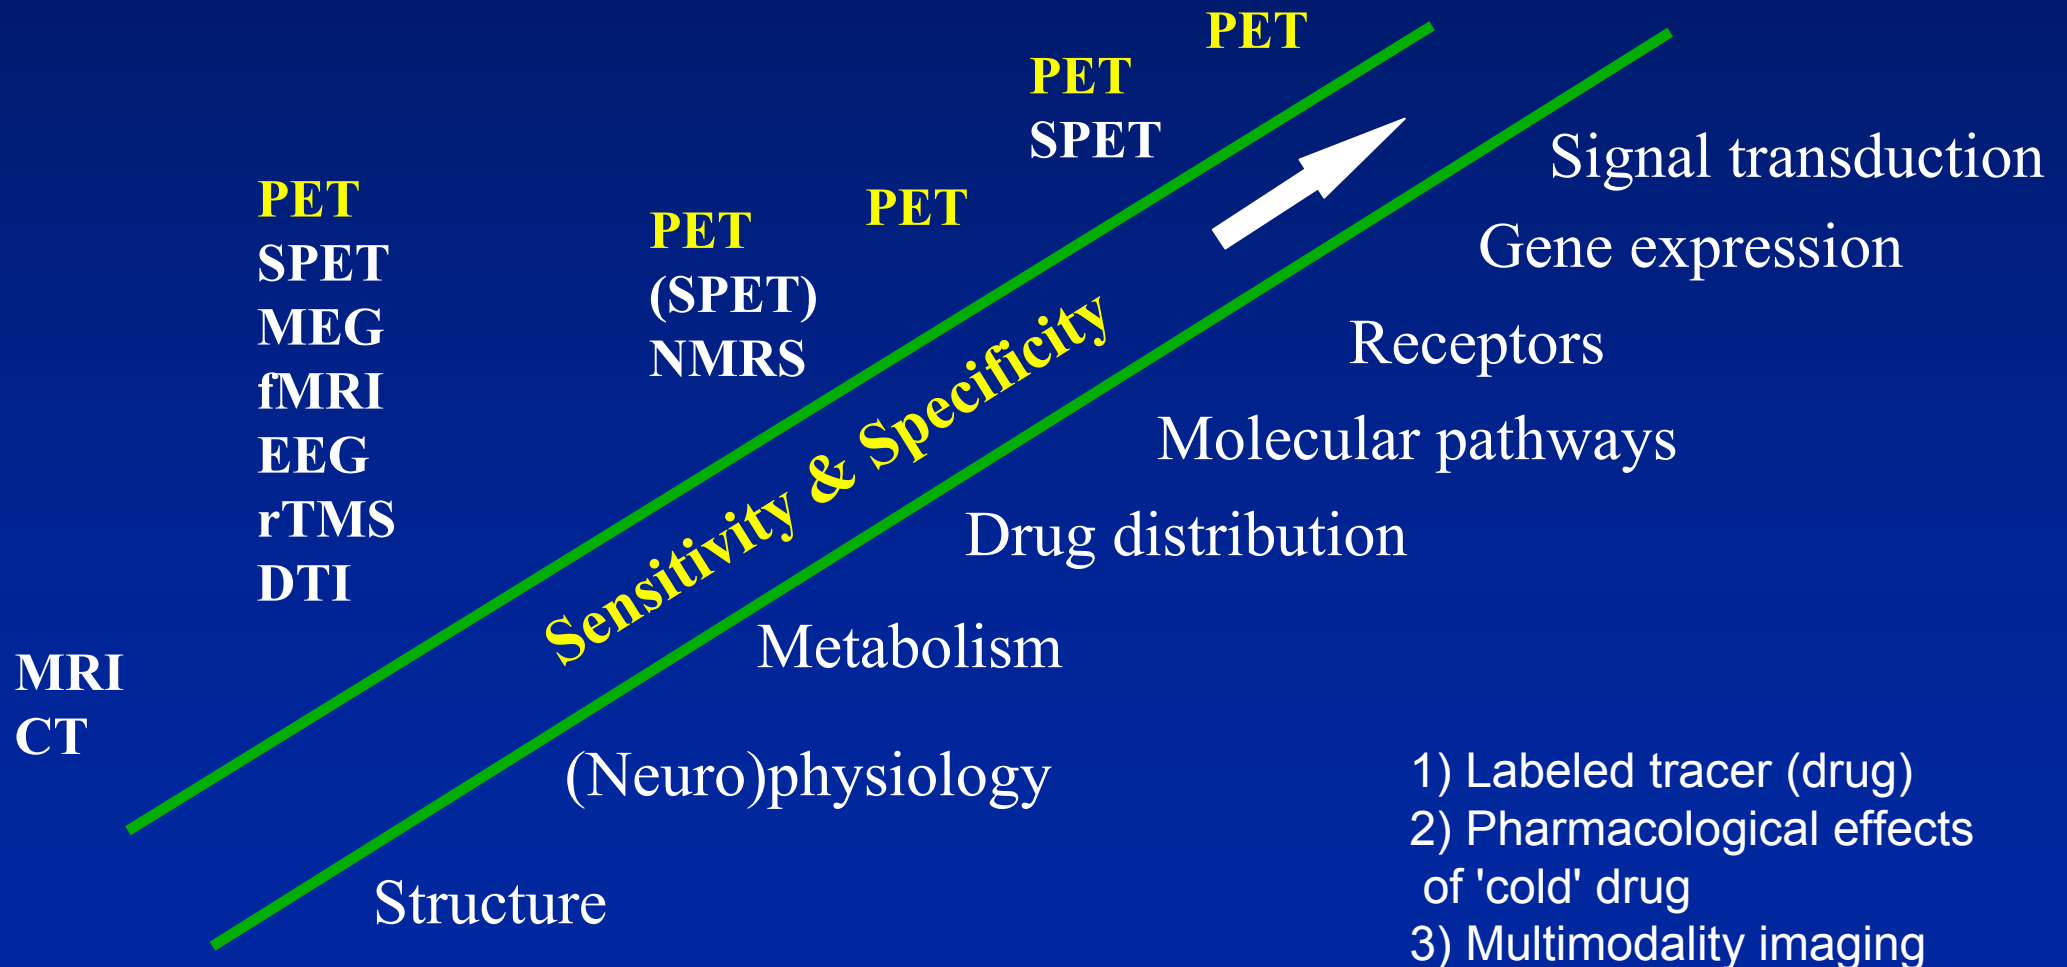 PET
PET
SPET
PET
SPET
MEG
fMRI
EEG
rTMS
DTI
PET
(SPET)
NMRS
PET
MRI
CT
Sensitivity & Specificity
Signal transduction
Gene expression
Receptors
Molecular pathways
Drug distribution
Metabolism
(Neuro)physiology
Structure
1) Labeled tracer (drug)
2) Pharmacological effects
of 'cold' drug
3) Multimodality imaging